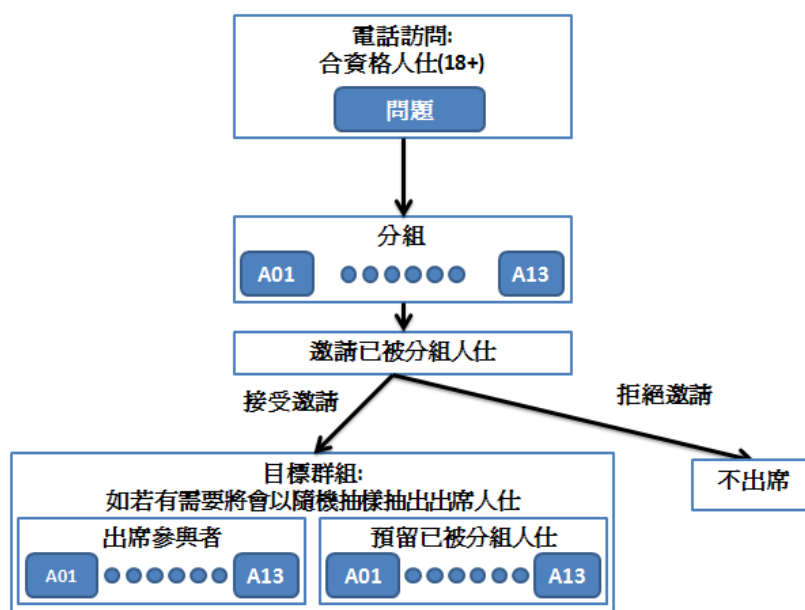 電話訪問:
合資格人仕(18+)
問題
分組
A01
A13
邀請已被分組人仕
接受邀請
拒絕邀請
目標群組:
如若有需要將會以隨機抽樣抽出出席人仕
不出席
出席參與者
預留已被分組人仕
A01
A13
A01
A13